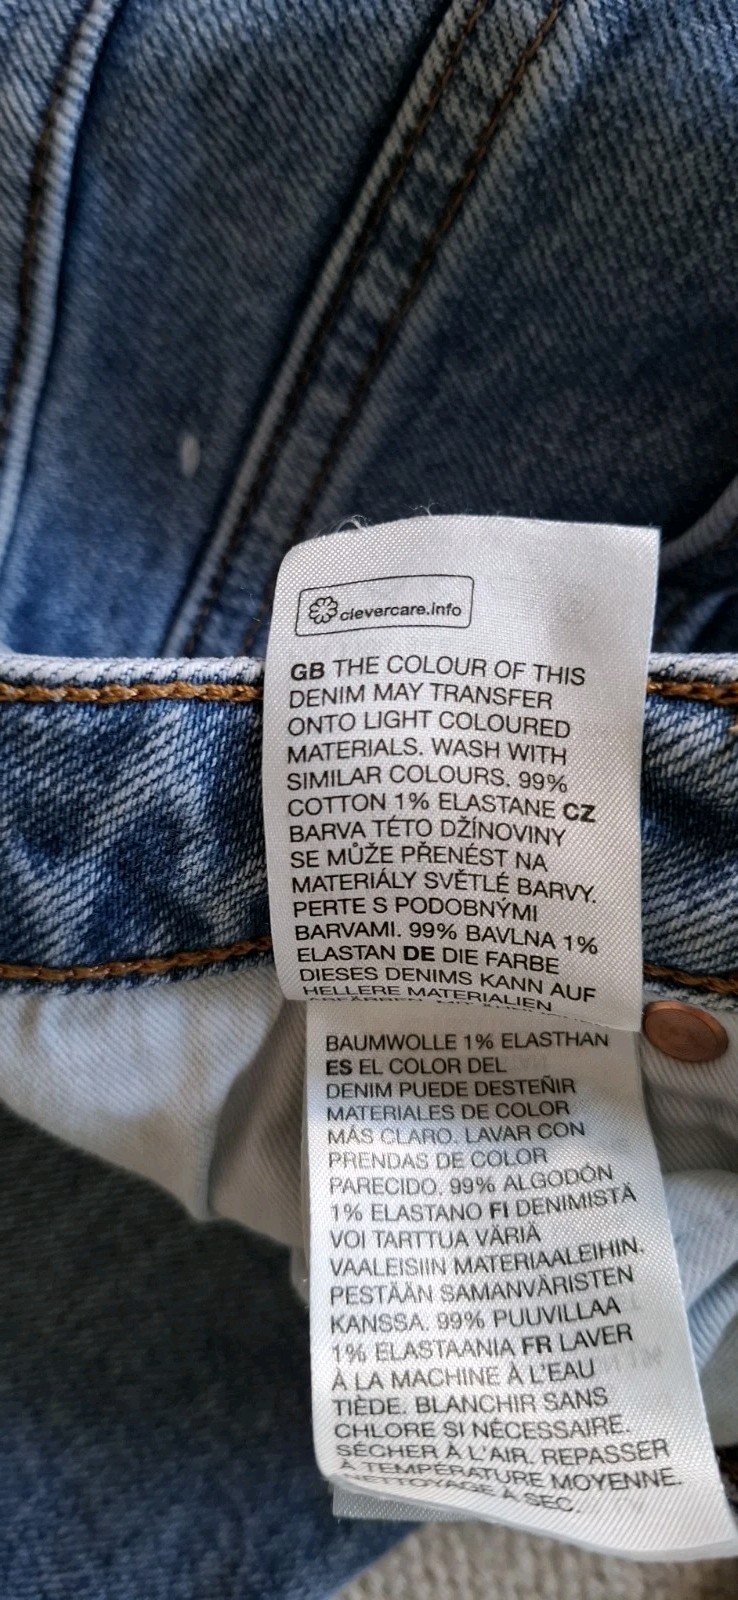 clevercare.info
GB THE COLOUR OF THIS
DENIM MAY TRANSFER
ONTO LIGHT COLOURED
MATERIALS. WASH WITH
SIMILAR COLOURS. 99%
COTTON 1% ELASTANE CZ
BARVA TÉTO DŽÍNOVINY
SE MŮŽE PŘENÉST NA
MATERIÁLY SVĚTLÉ BARVY.
PERTE S PODOBNÝMI
BARVAMI. 99% BAVLNA 1%
ELASTAN DE DIE FARBE
DIESES DENIMS KANN AUF
HELLERE MATERIALIEN
BAUMWOLLE 1% ELASTHAN
ES EL COLOR DEL
DENIM PUEDE DESTEÑIR
MATERIALES DE COLOR
MÁS CLARO. LAVAR CON
PRENDAS DE COLOR
PARECIDO. 99% ALGODÓN
1% ELASTANO FI DENIMISTÄ
VOI TARTTUA VÄRIÄ
VAALEISIIN MATERIAALEIHIN.
PESTÄÄN SAMANVÄRISTEN
KANSSA. 99% PUUVILLAA
1% ELASTAANIA FR LAVER
À LA MACHINE À L'EAU
TIÈDE. BLANCHIR SANS
CHLORE SI NÉCESSAIRE.
SÉCHER À L'AIR. REPASSER
À TEMPÉRATURE MOYENNE.
NETTOYAGE À SEC.